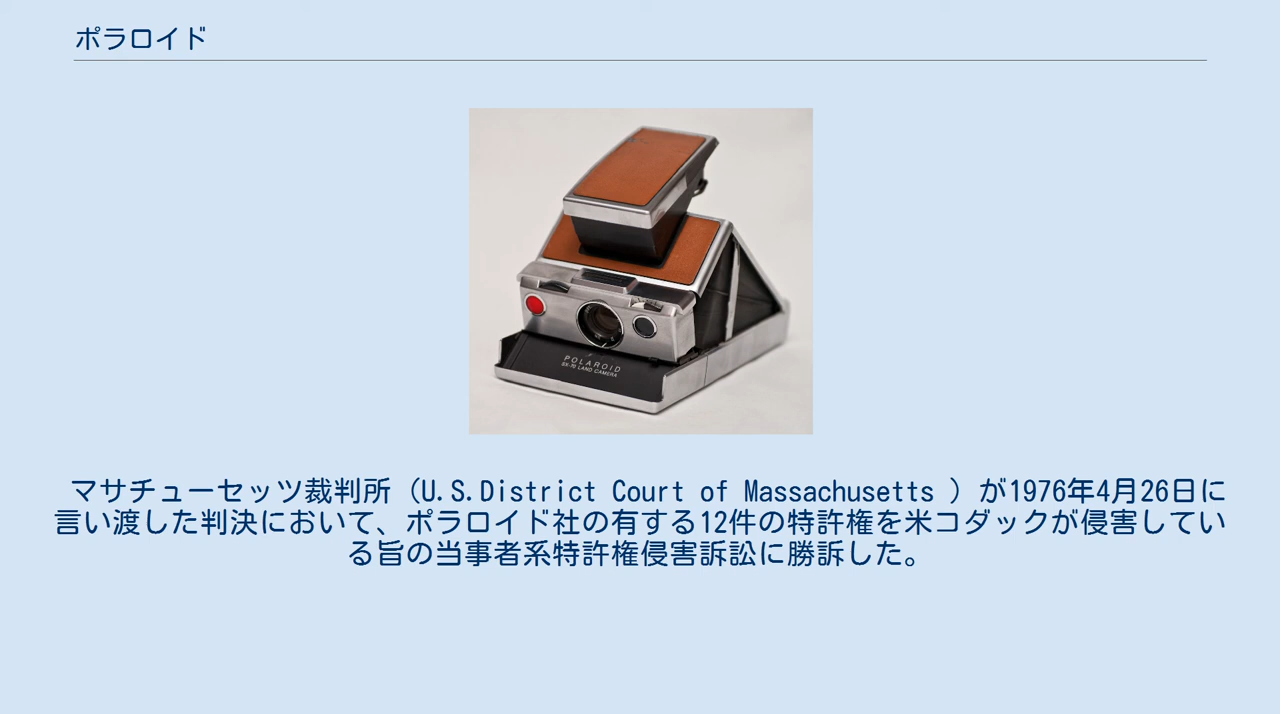 ポラロイド
POLAROID
SX-70 LAND CAMERA
マサチューセッツ裁判所（U.S.District Court of Massachusetts ）が1976年4月26日に
言い渡した判決において、ポラロイド社の有する12件の特許権を米コダックが侵害してい
る旨の当事者系特許権侵害訴訟に勝訴した。